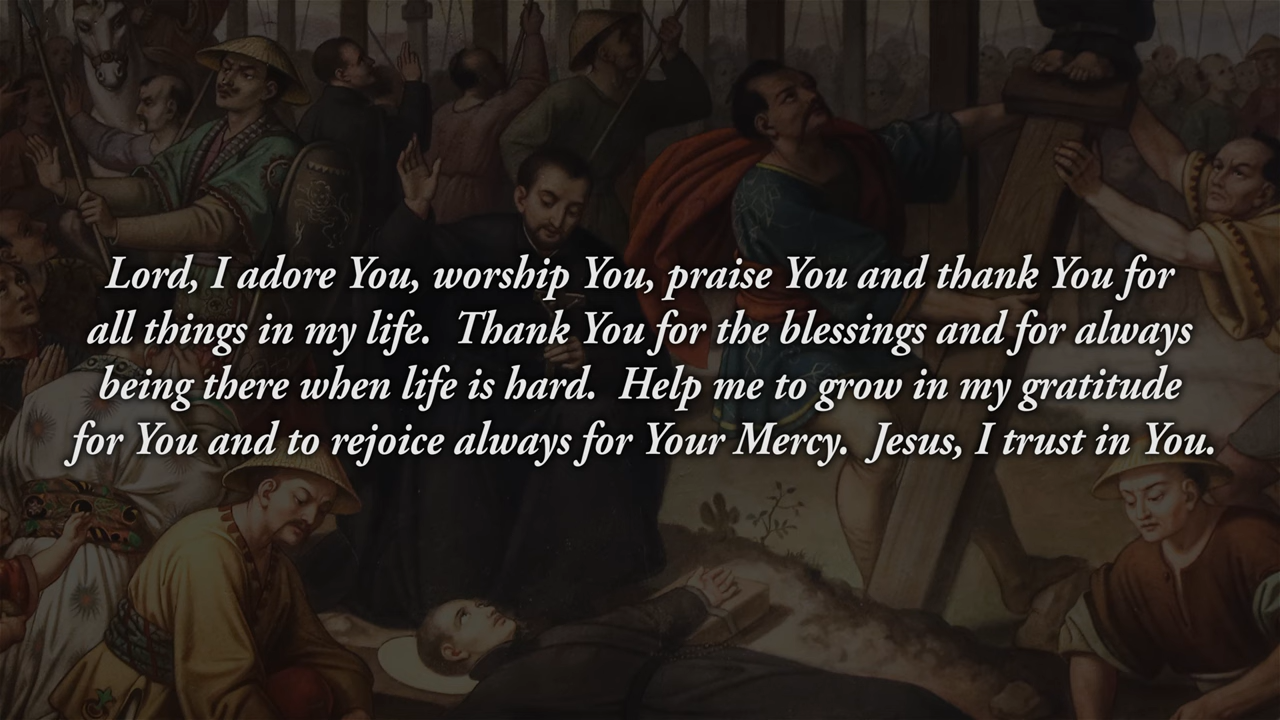 Lord, I adore You, worship You, praise You and thank You for
all things in my life.  Thank You for the blessings and for always
being there when life is hard.  Help me to grow in my gratitude
for You and to rejoice always for Your Mercy.  Jesus, I trust in You.